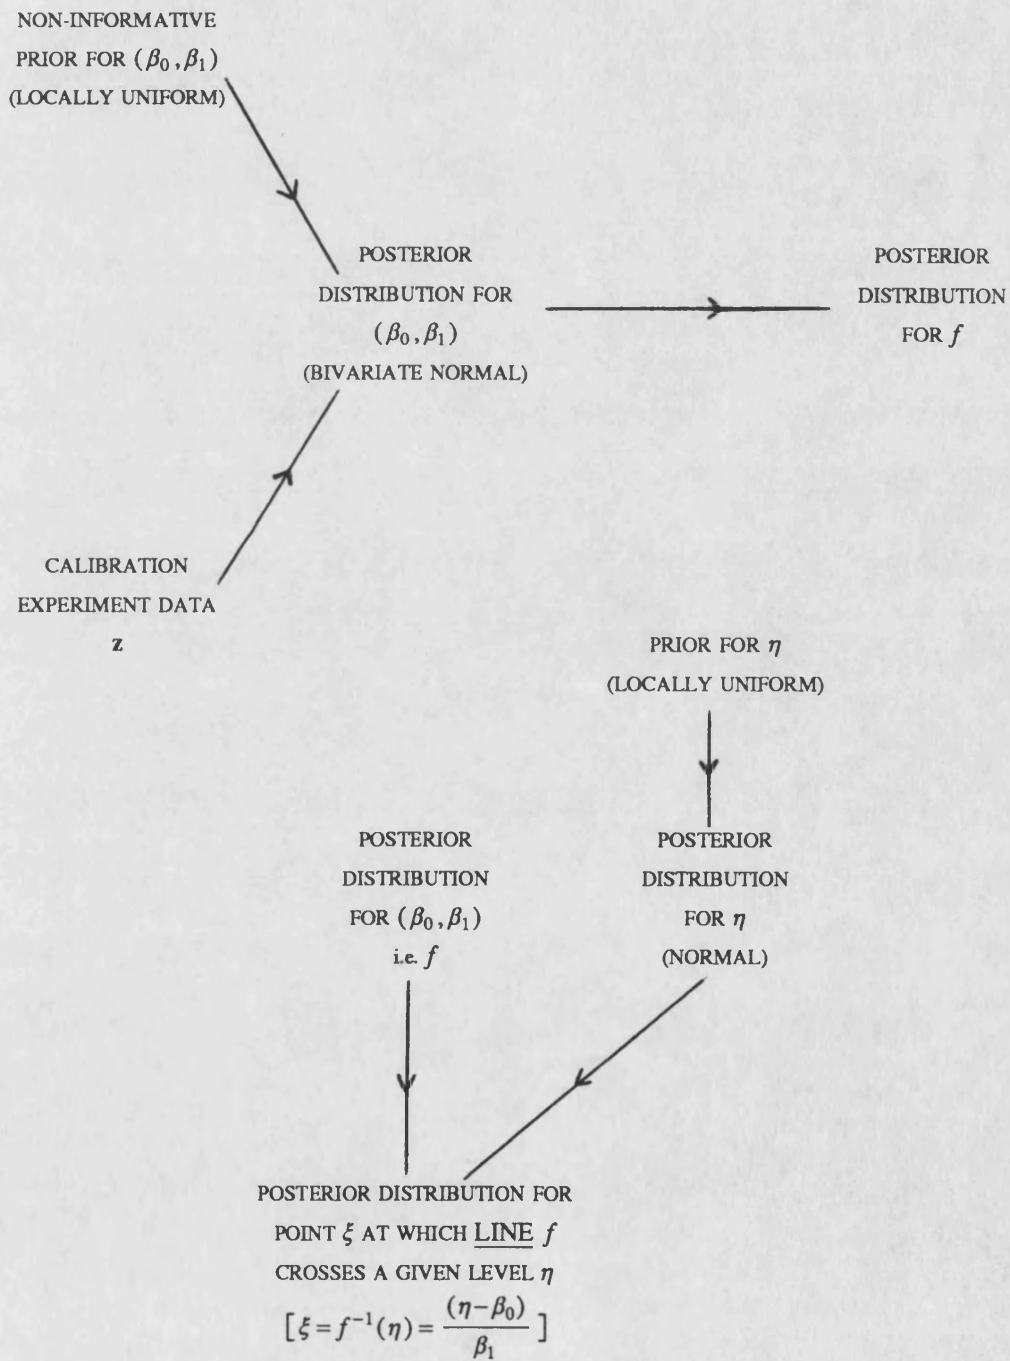 NON-INFORMATIVE
PRIOR FOR (β₀,β₁)
(LOCALLY UNIFORM)
POSTERIOR
DISTRIBUTION FOR
(β₀,β₁)
(BIVARIATE NORMAL)
POSTERIOR
DISTRIBUTION
FOR f
CALIBRATION
EXPERIMENT DATA
z
PRIOR FOR η
(LOCALLY UNIFORM)
POSTERIOR
DISTRIBUTION
FOR (β₀,β₁)
i.e. f
POSTERIOR
DISTRIBUTION
FOR η
(NORMAL)
POSTERIOR DISTRIBUTION FOR
POINT ξ AT WHICH LINE f
CROSSES A GIVEN LEVEL η
[ξ=f⁻¹(η)=(η−β₀)/β₁]